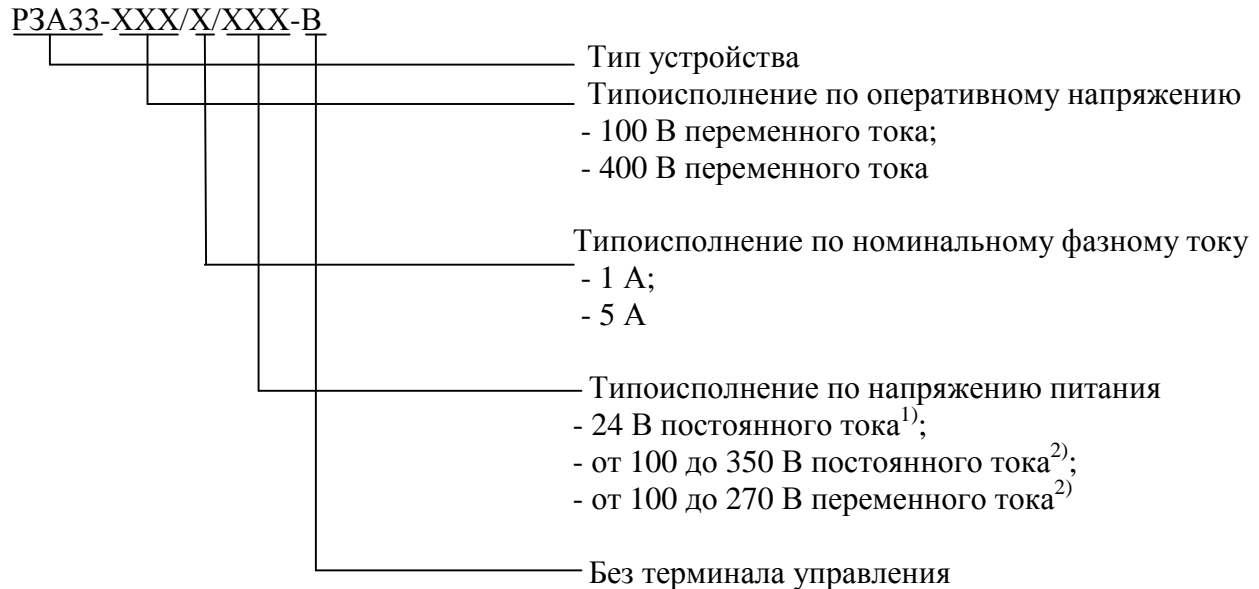 РЗА33-ХХХ/Х/ХХХ-В
Тип устройства
Типоисполнение по оперативному напряжению
- 100 В переменного тока;
- 400 В переменного тока
Типоисполнение по номинальному фазному току
- 1 А;
- 5 А
Типоисполнение по напряжению питания
- 24 В постоянного тока1);
- от 100 до 350 В постоянного тока2);
- от 100 до 270 В переменного тока2)
Без терминала управления